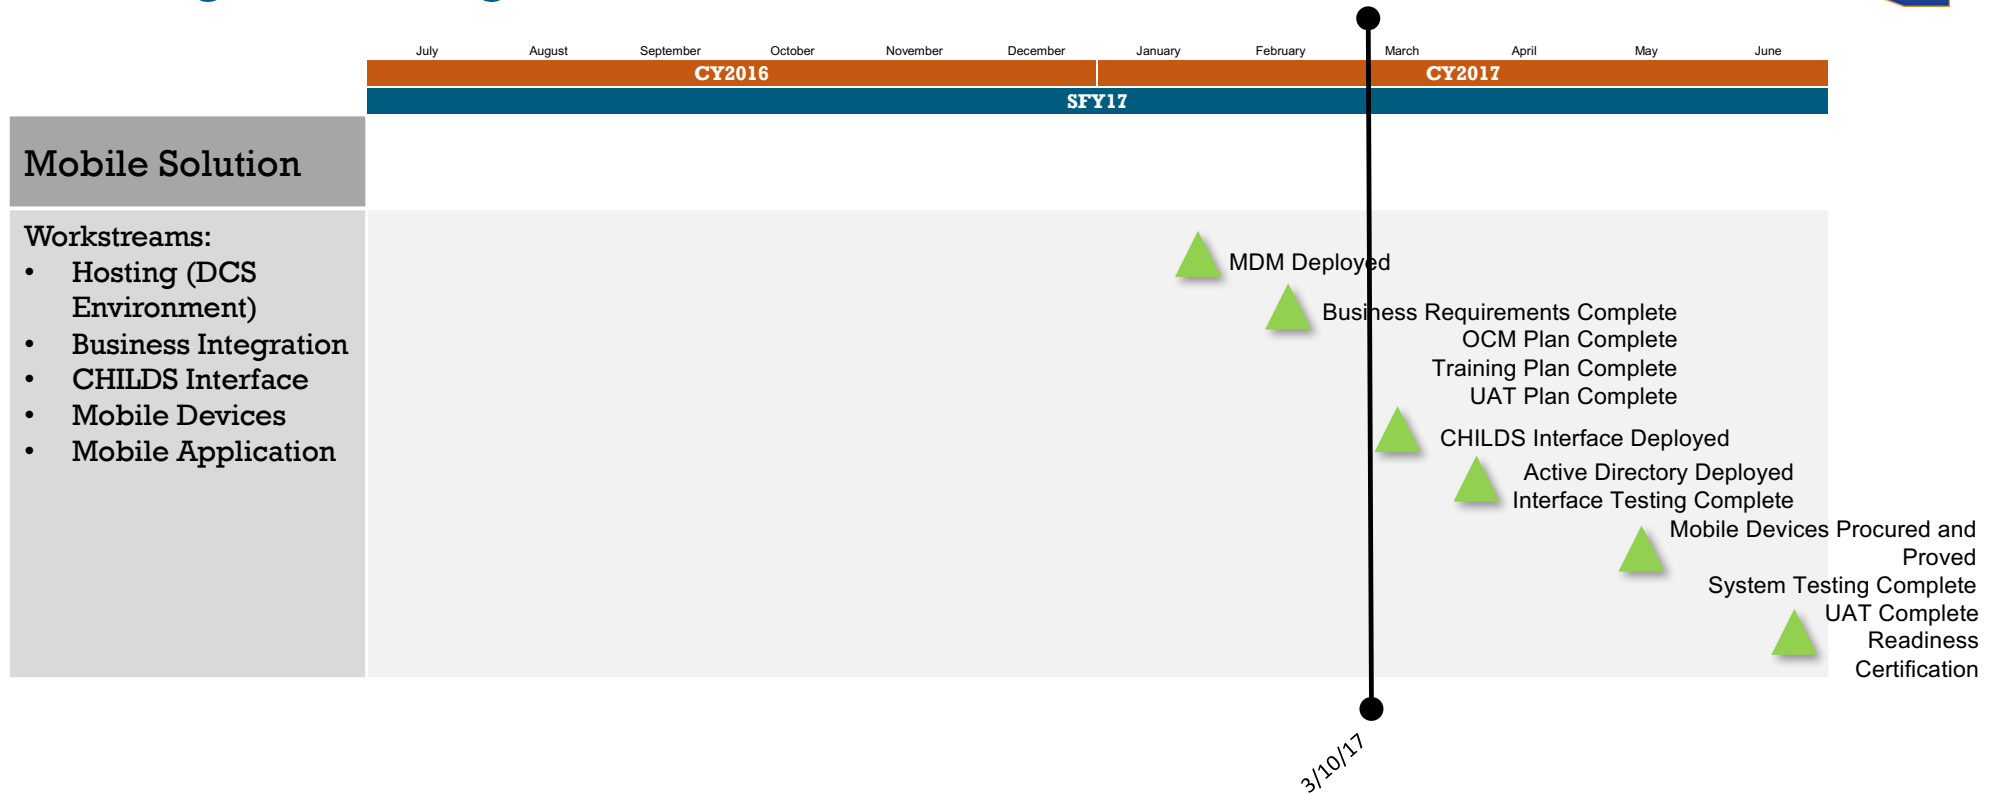 July August September October November December January February March April May June
CY2016 CY2017
SFY17
Mobile Solution
Workstreams:
• Hosting (DCS
Environment)
• Business Integration
• CHILDS Interface
• Mobile Devices
• Mobile Application
MDM Deployed
Business Requirements Complete
OCM Plan Complete
Training Plan Complete
UAT Plan Complete
CHILDS Interface Deployed
Active Directory Deployed
Interface Testing Complete
Mobile Devices Procured and
Proved
System Testing Complete
UAT Complete
Readiness
Certification
3/10/17